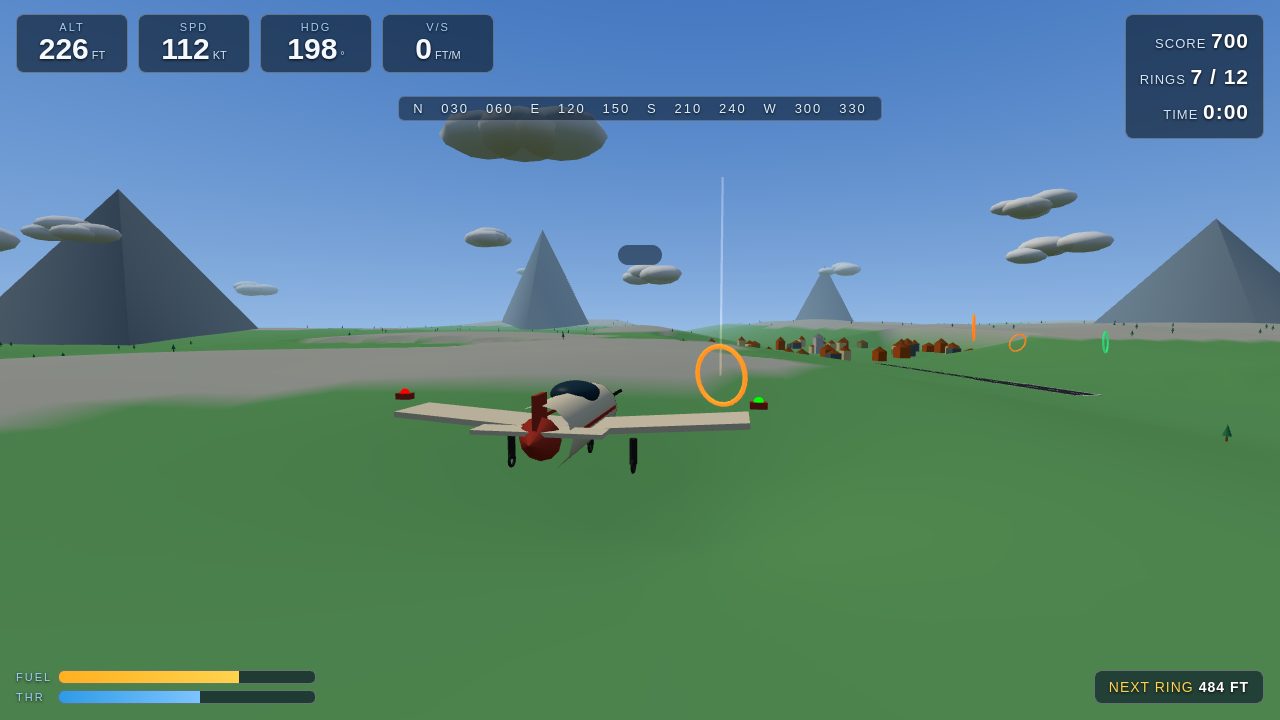 ALT
226 FT
SPD
112 KT
HDG
198 °
V/S
0 FT/M
SCORE 700
RINGS 7 / 12
TIME 0:00
N 030 060 E 120 150 S 210 240 W 300 330
FUEL
THR
NEXT RING 484 FT